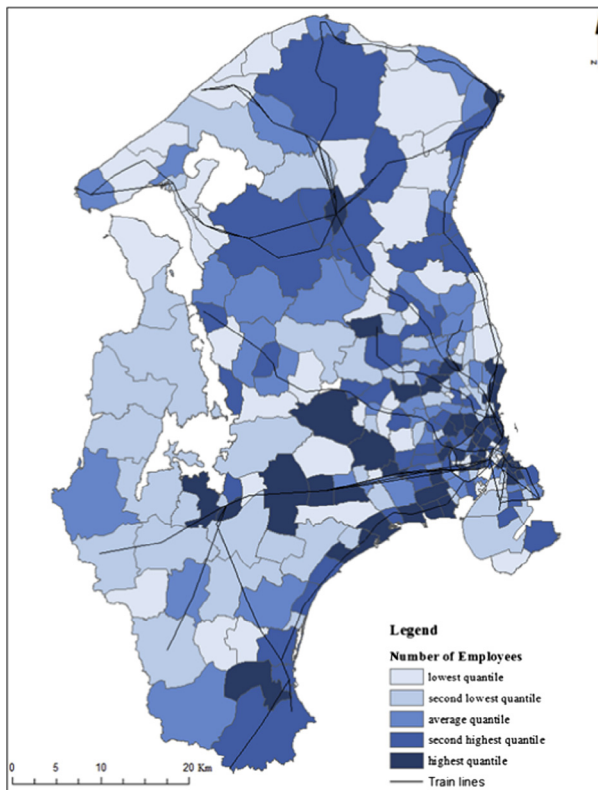 N
Legend
Number of Employees
lowest quantile
second lowest quantile
average quantile
second highest quantile
highest quantile
Train lines
0 5 10 20 Km